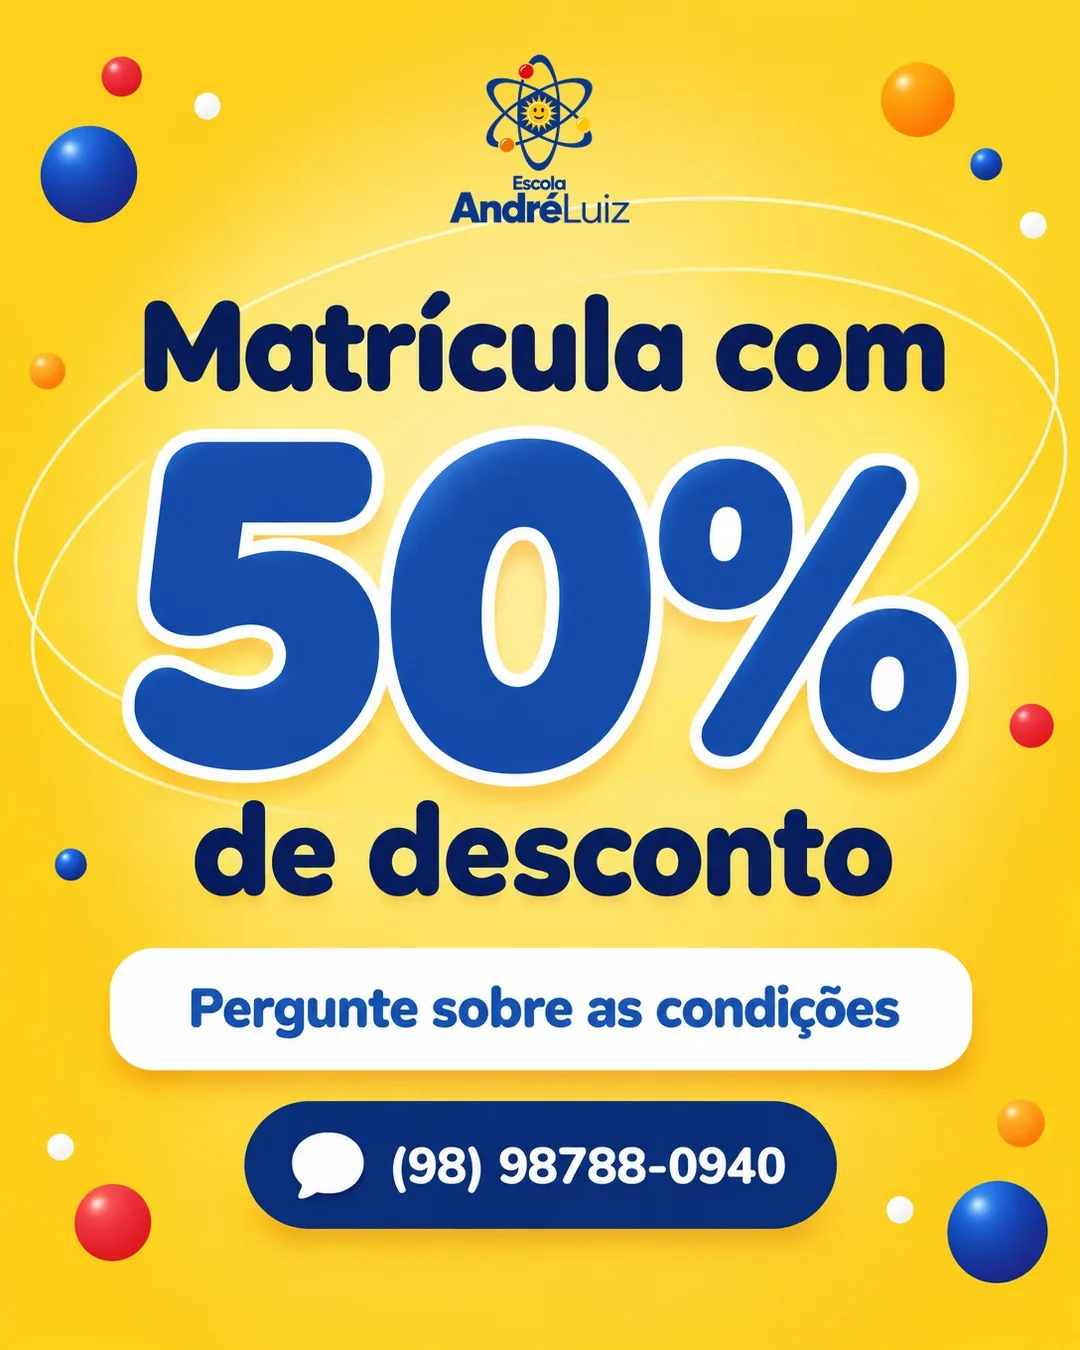 Escola
AndréLuiz
Matrícula com
50%
de desconto
Pergunte sobre as condições
(98) 98788-0940